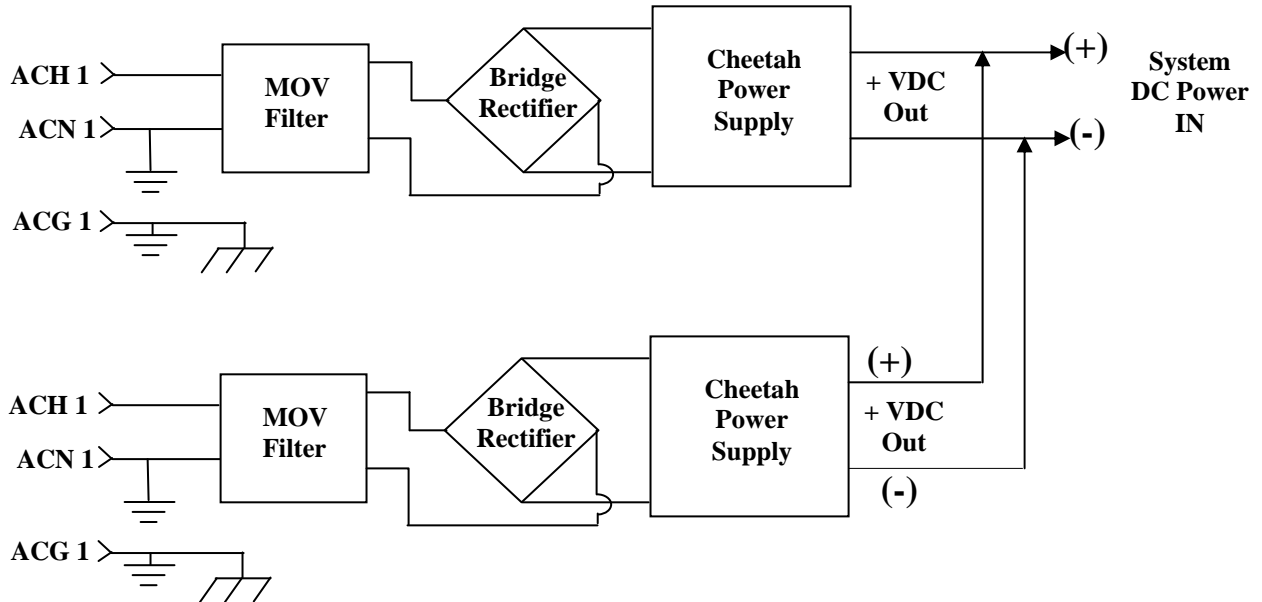 ACH 1
ACN 1
ACG 1
MOV
Filter
Bridge
Rectifier
Cheetah
Power
Supply
+ VDC
Out
(+)
(-)
System
DC Power
IN
ACH 1
ACN 1
ACG 1
MOV
Filter
Bridge
Rectifier
Cheetah
Power
Supply
(+)
+ VDC
Out
(-)